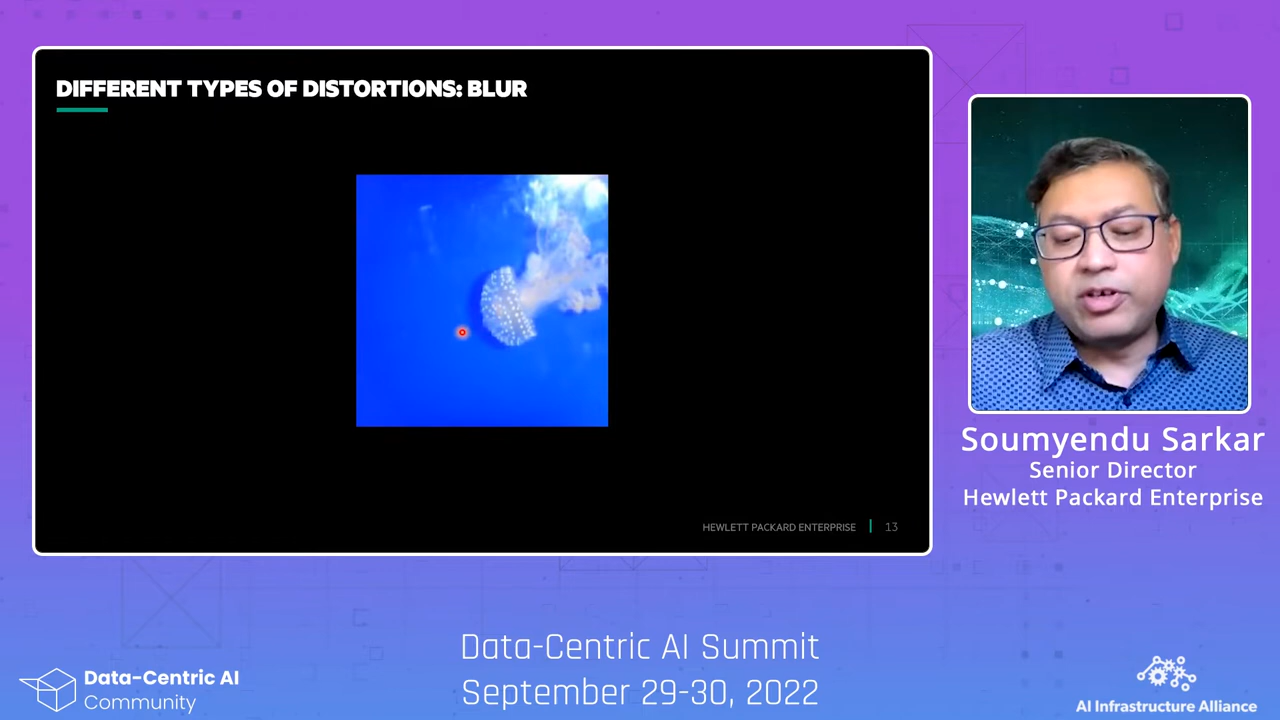 DIFFERENT TYPES OF DISTORTIONS: BLUR
HEWLETT PACKARD ENTERPRISE | 13
Soumyendu Sarkar
Senior Director
Hewlett Packard Enterprise
Data-Centric AI Summit
September 29-30, 2022
Data-Centric AI
Community
AI Infrastructure Alliance